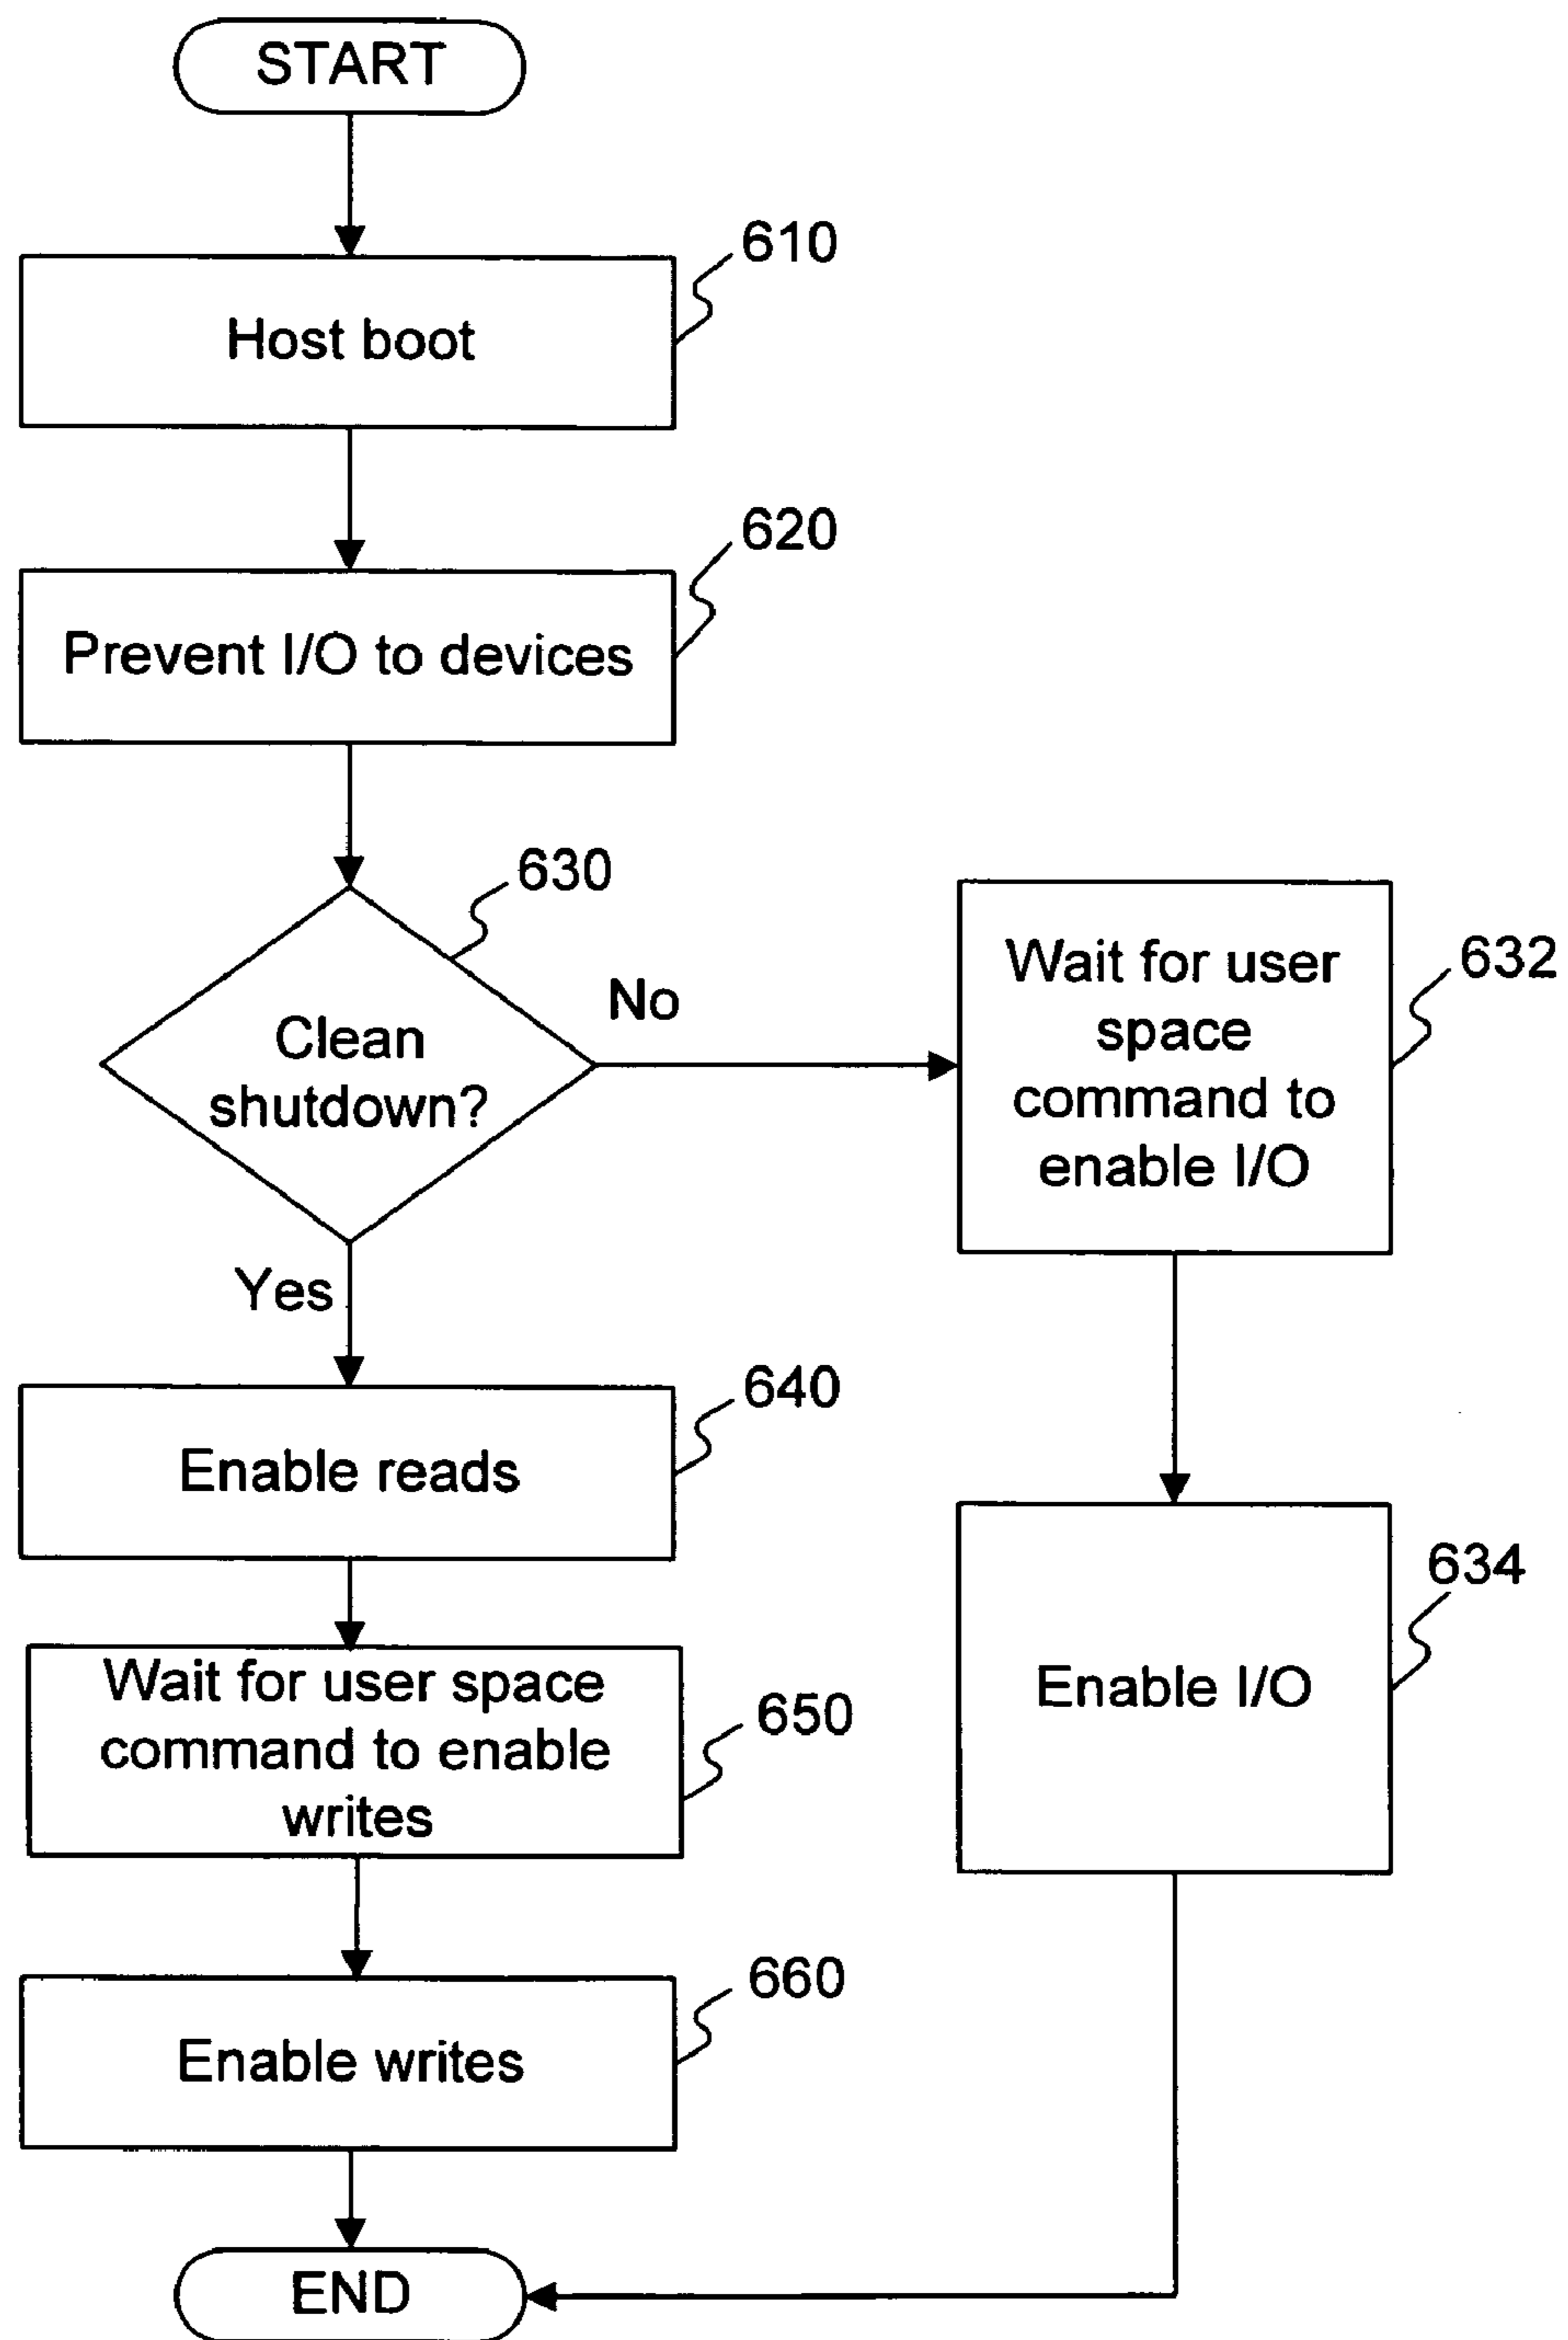 START
610
Host boot
620
Prevent I/O to devices
630
Clean
shutdown?
No
Wait for user
space
command to
enable I/O
632
Yes
640
Enable reads
634
Enable I/O
Wait for user space
command to enable
writes
650
660
Enable writes
END